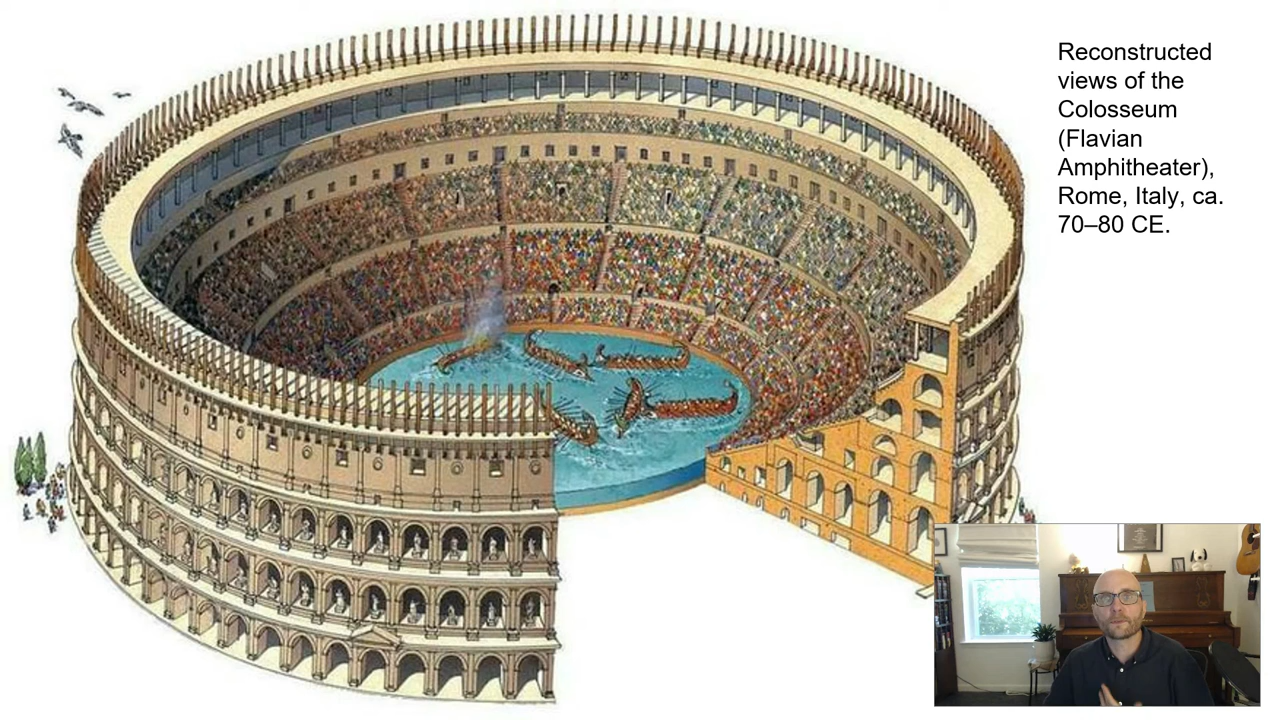 Reconstructed
views of the
Colosseum
(Flavian
Amphitheater),
Rome, Italy, ca.
70–80 CE.